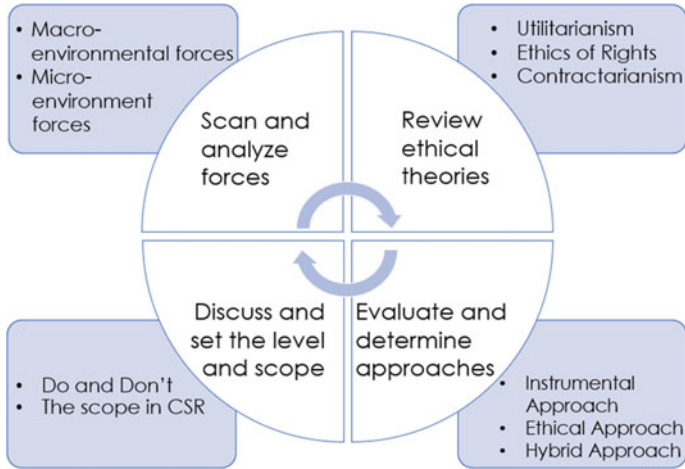 • Macro-
environmental forces
• Micro-
environment
forces
• Utilitarianism
• Ethics of Rights
• Contractarianism
Scan and
analyze
forces
Review
ethical
theories
Discuss and
set the level
and scope
Evaluate and
determine
approaches
• Do and Don't
• The scope in CSR
• Instrumental
Approach
• Ethical Approach
• Hybrid Approach